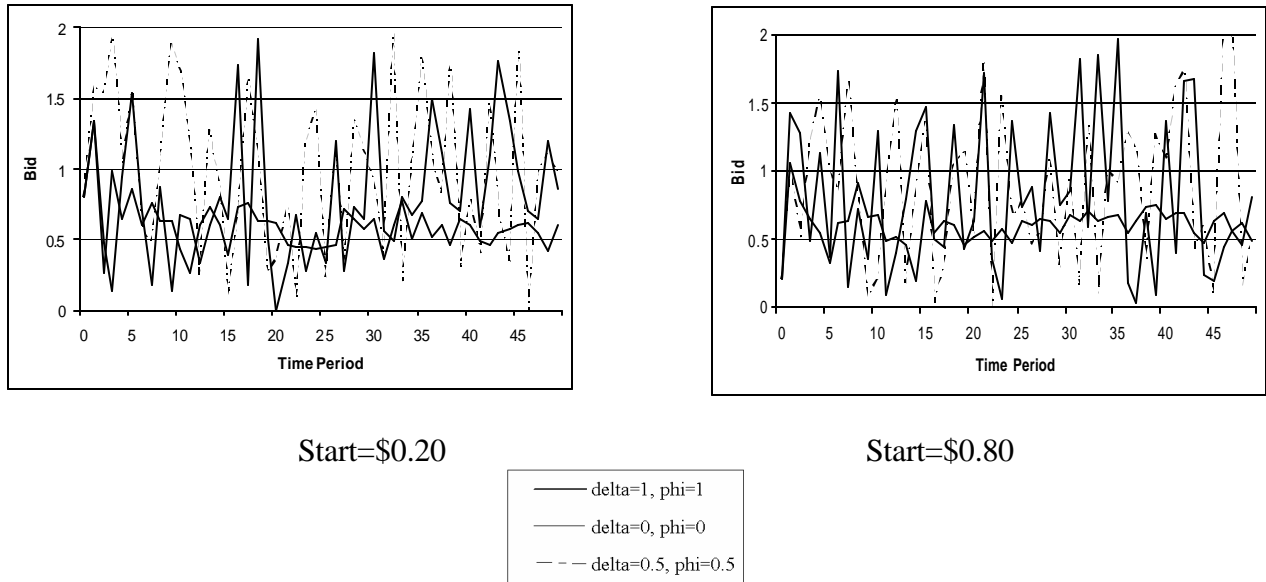 2
1.5
1
0.5
0
Bid
0 5 10 15 20 25 30 35 40 45
Time Period
2
1.5
1
0.5
0
Bid
0 5 10 15 20 25 30 35 40 45
Time Period
Start=$0.20
Start=$0.80
delta=1, phi=1
delta=0, phi=0
delta=0.5, phi=0.5